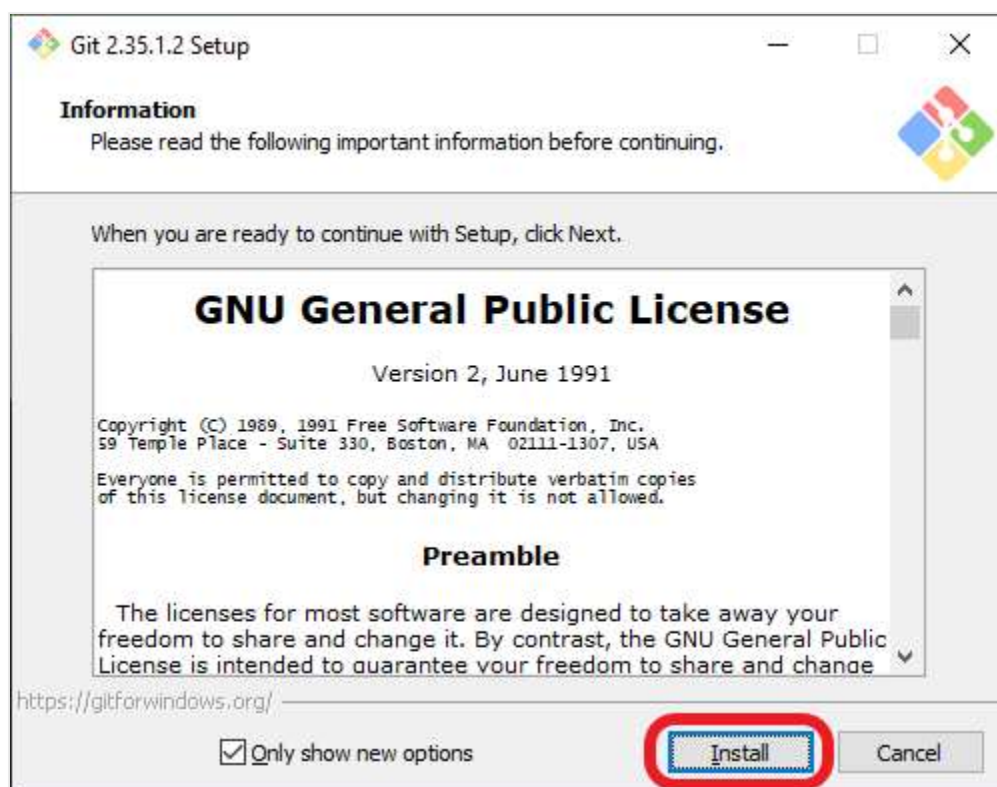 Git 2.35.1.2 Setup
Information
Please read the following important information before continuing.
When you are ready to continue with Setup, click Next.
GNU General Public License
Version 2, June 1991
Copyright (C) 1989, 1991 Free Software Foundation, Inc.
59 Temple Place - Suite 330, Boston, MA  02111-1307, USA
Everyone is permitted to copy and distribute verbatim copies
of this license document, but changing it is not allowed.
Preamble
The licenses for most software are designed to take away your
freedom to share and change it. By contrast, the GNU General Public
License is intended to guarantee your freedom to share and change
https://gitforwindows.org/
Only show new options
Install
Cancel